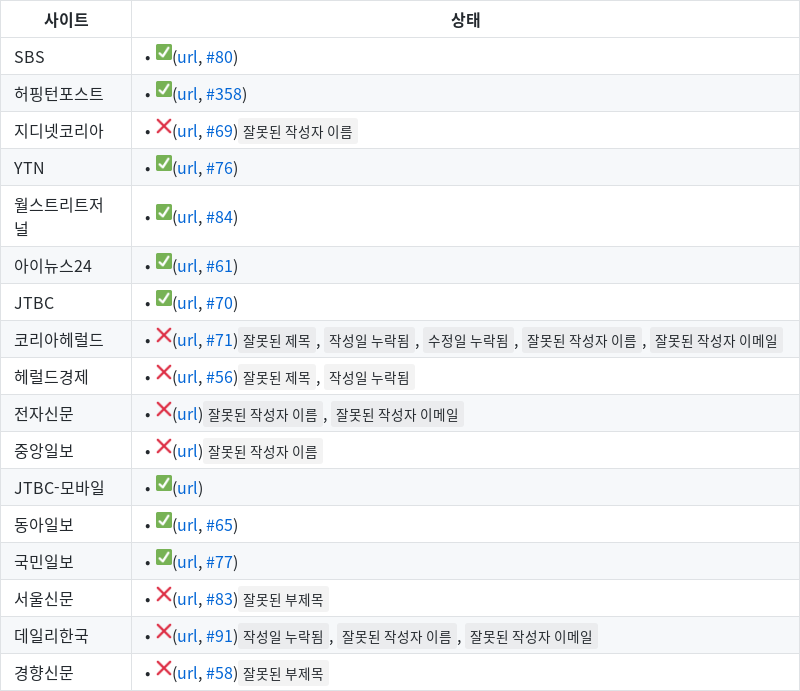 사이트 상태
SBS • ✅(url, #80)
허핑턴포스트 • ✅(url, #358)
지디넷코리아 • ❌(url, #69) 잘못된 작성자 이름
YTN • ✅(url, #76)
월스트리트저
널 • ✅(url, #84)
아이뉴스24 • ✅(url, #61)
JTBC • ✅(url, #70)
코리아헤럴드 • ❌(url, #71) 잘못된 제목 , 작성일 누락됨 , 수정일 누락됨 , 잘못된 작성자 이름 , 잘못된 작성자 이메일
헤럴드경제 • ❌(url, #56) 잘못된 제목 , 작성일 누락됨
전자신문 • ❌(url) 잘못된 작성자 이름 , 잘못된 작성자 이메일
중앙일보 • ❌(url) 잘못된 작성자 이름
JTBC-모바일 • ✅(url)
동아일보 • ✅(url, #65)
국민일보 • ✅(url, #77)
서울신문 • ❌(url, #83) 잘못된 부제목
데일리한국 • ❌(url, #91) 작성일 누락됨 , 잘못된 작성자 이름 , 잘못된 작성자 이메일
경향신문 • ❌(url, #58) 잘못된 부제목